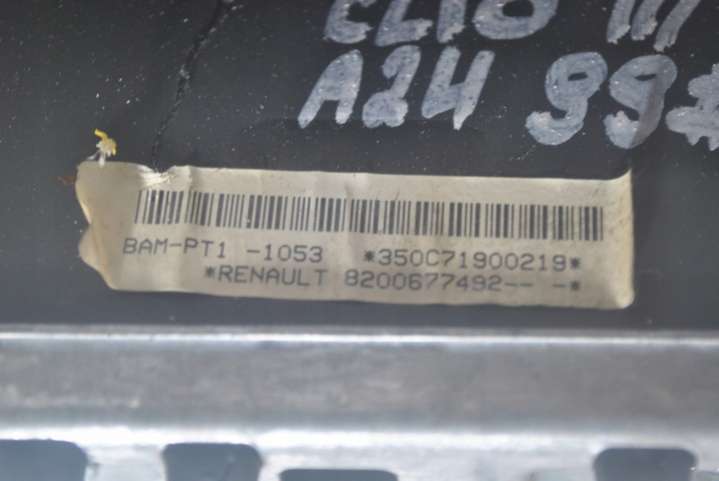 CLIO III
A24 99#
BAM-PT1 -1053 *350C71900219*
*RENAULT 8200677492-- -*